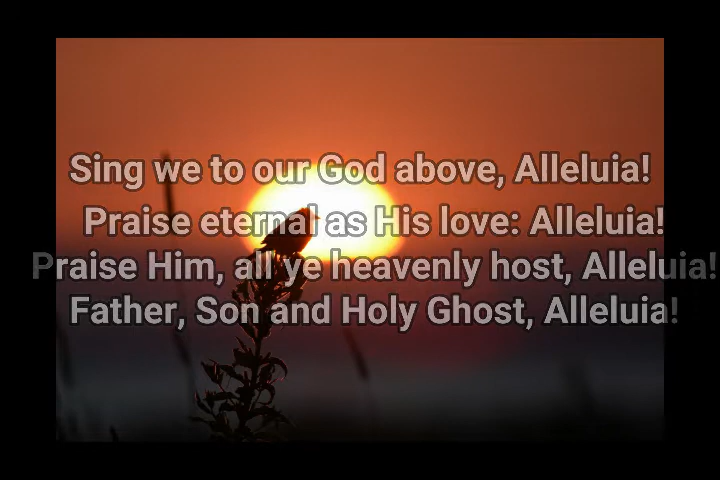 Sing we to our God above, Alleluia!
Praise eternal as His love: Alleluia!
Praise Him, all ye heavenly host, Alleluia!
Father, Son and Holy Ghost, Alleluia!